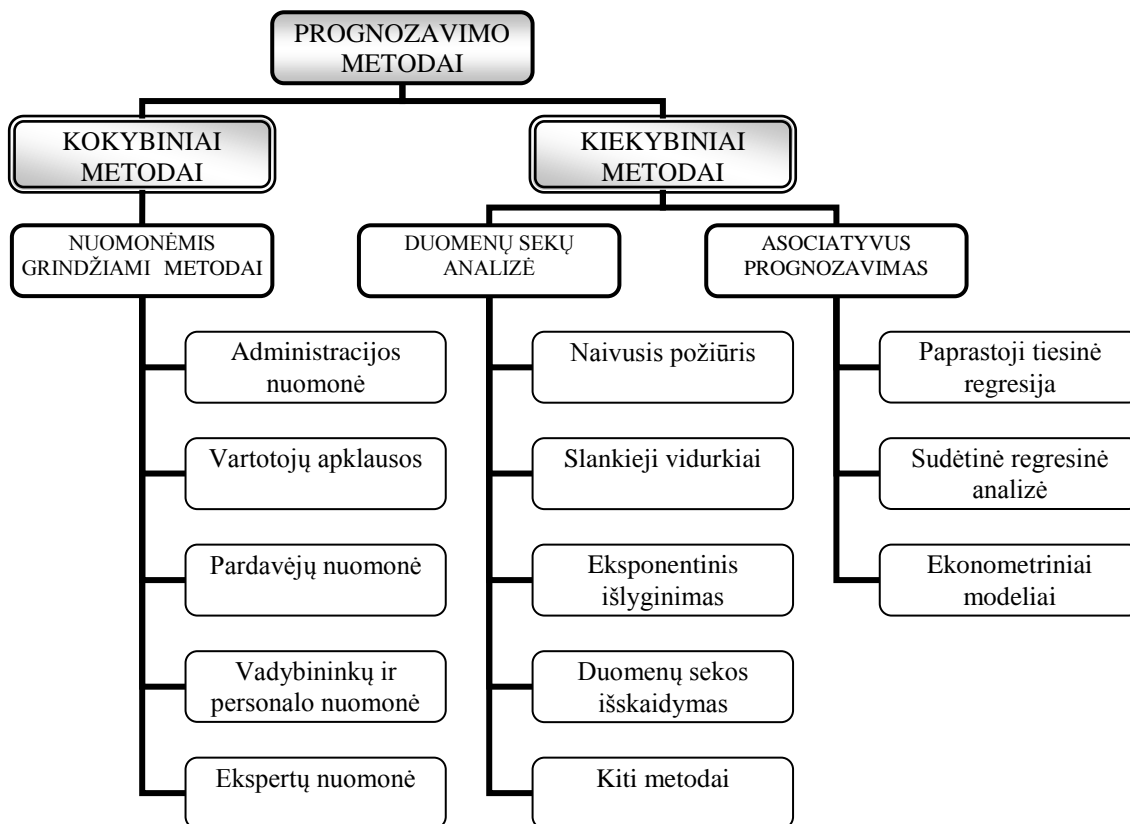 PROGNOZAVIMO
METODAI
KOKYBINIAI
METODAI
KIEKYBINIAI
METODAI
NUOMONĖMIS
GRINDŽIAMI METODAI
DUOMENŲ SEKŲ
ANALIZĖ
ASOCIATYVUS
PROGNOZAVIMAS
Administracijos
nuomonė
Vartotojų apklausos
Pardavėjų nuomonė
Vadybininkų ir
personalo nuomonė
Ekspertų nuomonė
Naivusis požiūris
Slankieji vidurkiai
Eksponentinis
išlyginimas
Duomenų sekos
išskaidymas
Kiti metodai
Paprastoji tiesinė
regresija
Sudėtinė regresinė
analizė
Ekonometriniai
modeliai